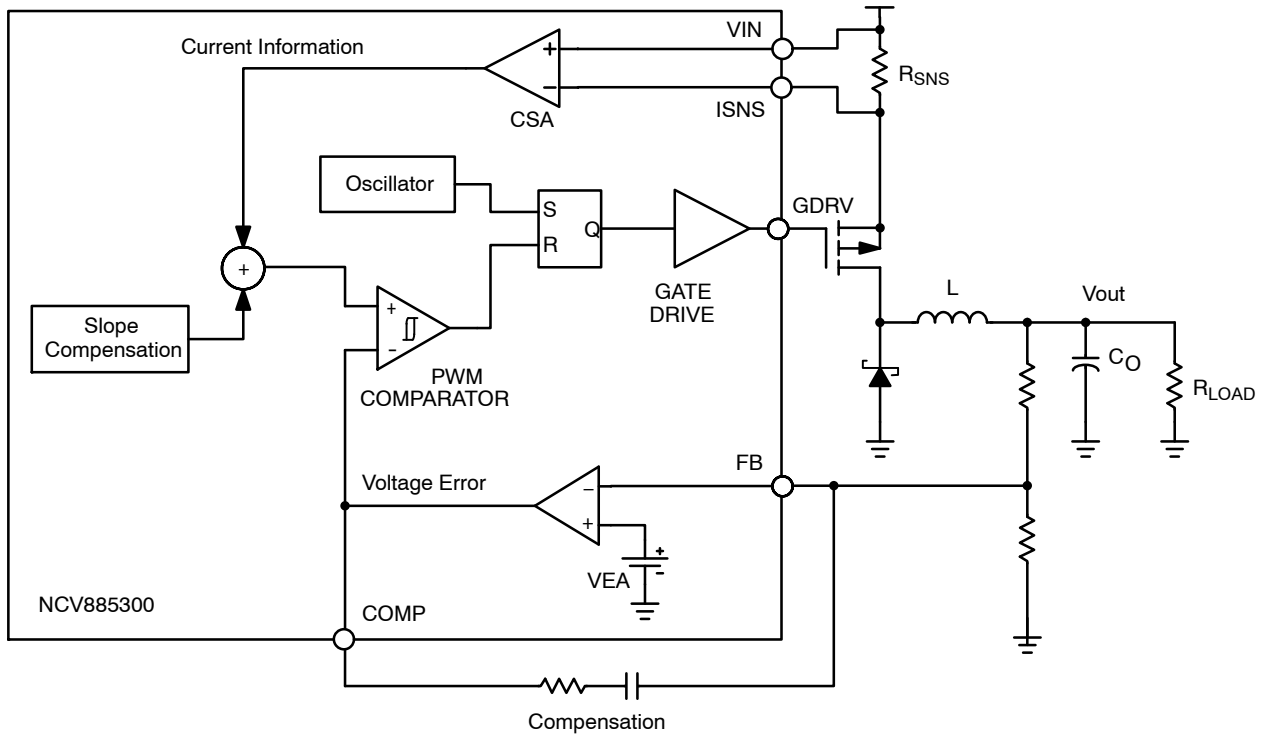 VIN
Current Information
+
−
RSNS
CSA
ISNS
Oscillator
S
Q
R
GDRV
+
GATE
DRIVE
L
Vout
Slope
Compensation
+
−
PWM
COMPARATOR
CO
RLOAD
FB
Voltage Error
−
+
+
-
VEA
NCV885300
COMP
Compensation